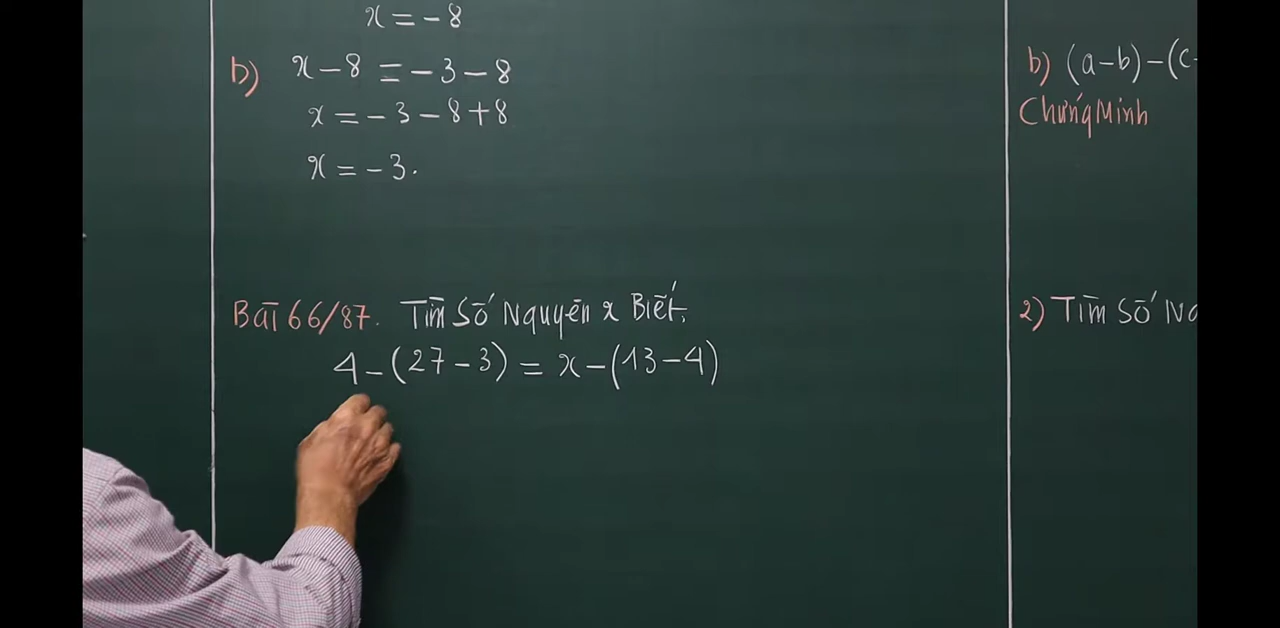 x = - 8
b) x - 8 = - 3 - 8
x = - 3 - 8 + 8
x = - 3.
Bài 66/87. Tìm Số Nguyên x Biết.
4 - (27 - 3) = x - (13 - 4)
b) (a - b) - (c -
Chứng Minh
2) Tìm Số Ng